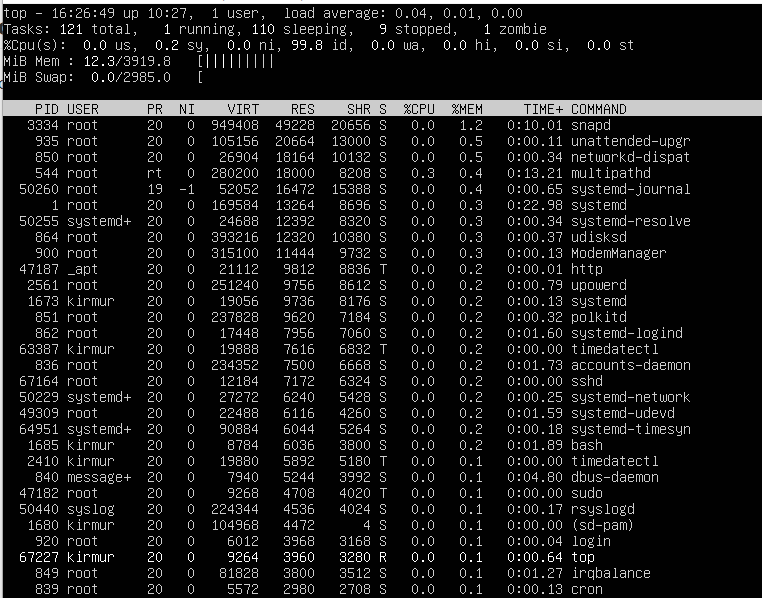 top - 16:26:49 up 10:27,  1 user,  load average: 0.04, 0.01, 0.00
Tasks: 121 total,   1 running, 110 sleeping,   9 stopped,   1 zombie
%Cpu(s):  0.0 us,  0.2 sy,  0.0 ni, 99.8 id,  0.0 wa,  0.0 hi,  0.0 si,  0.0 st
MiB Mem : 12.3/3919.8   [||||||||||
MiB Swap:  0.0/2985.0   [
PID USER PR NI VIRT RES SHR S %CPU %MEM TIME+ COMMAND
3334 root 20 0 949408 49228 20656 S 0.0 1.2 0:10.01 snapd
935 root 20 0 105156 20664 13000 S 0.0 0.5 0:00.11 unattended-upgr
850 root 20 0 26904 18164 10132 S 0.0 0.5 0:00.34 networkd-dispat
544 root rt 0 280200 18000 8208 S 0.3 0.4 0:13.21 multipathd
50260 root 19 -1 52052 16472 15388 S 0.0 0.4 0:00.65 systemd-journal
1 root 20 0 169584 13264 8696 S 0.0 0.3 0:22.98 systemd
50255 systemd+ 20 0 24688 12392 8320 S 0.0 0.3 0:00.34 systemd-resolve
864 root 20 0 393216 12320 10380 S 0.0 0.3 0:00.37 udisksd
900 root 20 0 315100 11444 9732 S 0.0 0.3 0:00.13 ModemManager
47187 _apt 20 0 21112 9812 8836 T 0.0 0.2 0:00.01 http
2561 root 20 0 251240 9756 8612 S 0.0 0.2 0:00.79 upowerd
1673 kirmur 20 0 19056 9736 8176 S 0.0 0.2 0:00.13 systemd
851 root 20 0 237828 9620 7184 S 0.0 0.2 0:00.32 polkitd
862 root 20 0 17448 7956 7060 S 0.0 0.2 0:01.60 systemd-logind
63387 kirmur 20 0 19888 7616 6832 T 0.0 0.2 0:00.00 timedatectl
836 root 20 0 234352 7500 6668 S 0.0 0.2 0:01.73 accounts-daemon
67164 root 20 0 12184 7172 6324 S 0.0 0.2 0:00.00 sshd
50229 systemd+ 20 0 27272 6240 5428 S 0.0 0.2 0:00.25 systemd-network
49309 root 20 0 22488 6116 4260 S 0.0 0.2 0:01.59 systemd-udevd
64951 systemd+ 20 0 90884 6044 5264 S 0.0 0.2 0:00.18 systemd-timesyn
1685 kirmur 20 0 8784 6036 3800 S 0.0 0.2 0:01.89 bash
2410 kirmur 20 0 19880 5892 5180 T 0.0 0.1 0:00.00 timedatectl
840 message+ 20 0 7940 5244 3992 S 0.0 0.1 0:04.80 dbus-daemon
47182 root 20 0 9268 4708 4020 T 0.0 0.1 0:00.00 sudo
50440 syslog 20 0 224344 4536 4024 S 0.0 0.1 0:00.17 rsyslogd
1680 kirmur 20 0 104968 4472 4 S 0.0 0.1 0:00.00 (sd-pam)
920 root 20 0 6012 3968 3168 S 0.0 0.1 0:00.04 login
67227 kirmur 20 0 9264 3960 3280 R 0.0 0.1 0:00.64 top
849 root 20 0 81828 3800 3512 S 0.0 0.1 0:01.27 irqbalance
839 root 20 0 5572 2980 2708 S 0.0 0.1 0:00.13 cron